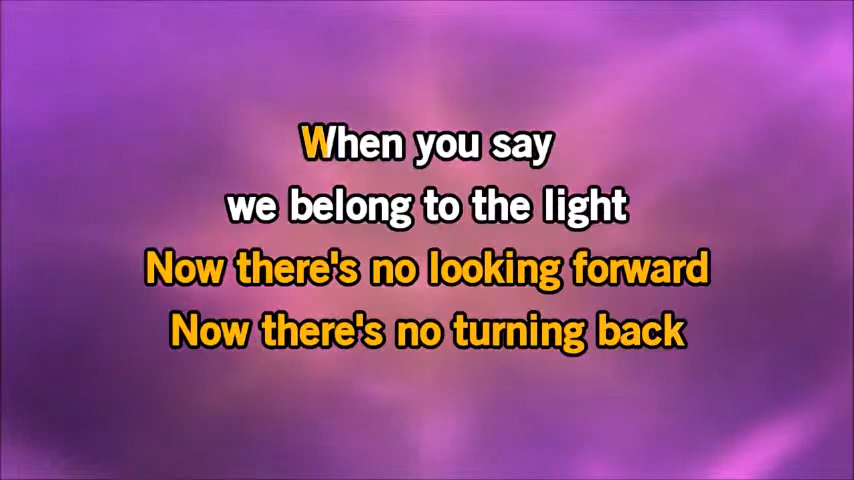 When you say
we belong to the light
Now there's no looking forward
Now there's no turning back